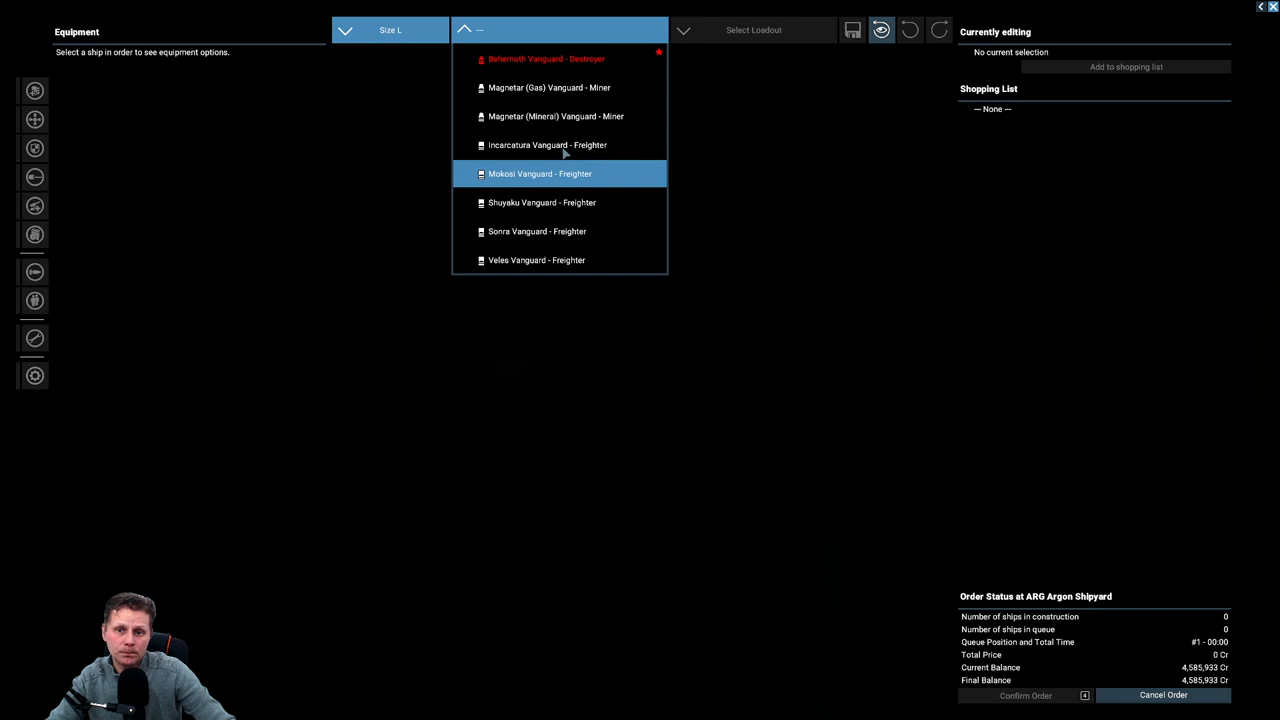 Equipment
Select a ship in order to see equipment options.
Size L
--
Select Loadout
Behemoth Vanguard - Destroyer
Magnetar (Gas) Vanguard - Miner
Magnetar (Mineral) Vanguard - Miner
Incarcatura Vanguard - Freighter
Mokosi Vanguard - Freighter
Shuyaku Vanguard - Freighter
Sonra Vanguard - Freighter
Veles Vanguard - Freighter
Currently editing
No current selection
Add to shopping list
Shopping List
— None —
Order Status at ARG Argon Shipyard
Number of ships in construction 0
Number of ships in queue 0
Queue Position and Total Time #1 - 00:00
Total Price 0 Cr
Current Balance 4,585,933 Cr
Final Balance 4,585,933 Cr
Confirm Order 4
Cancel Order